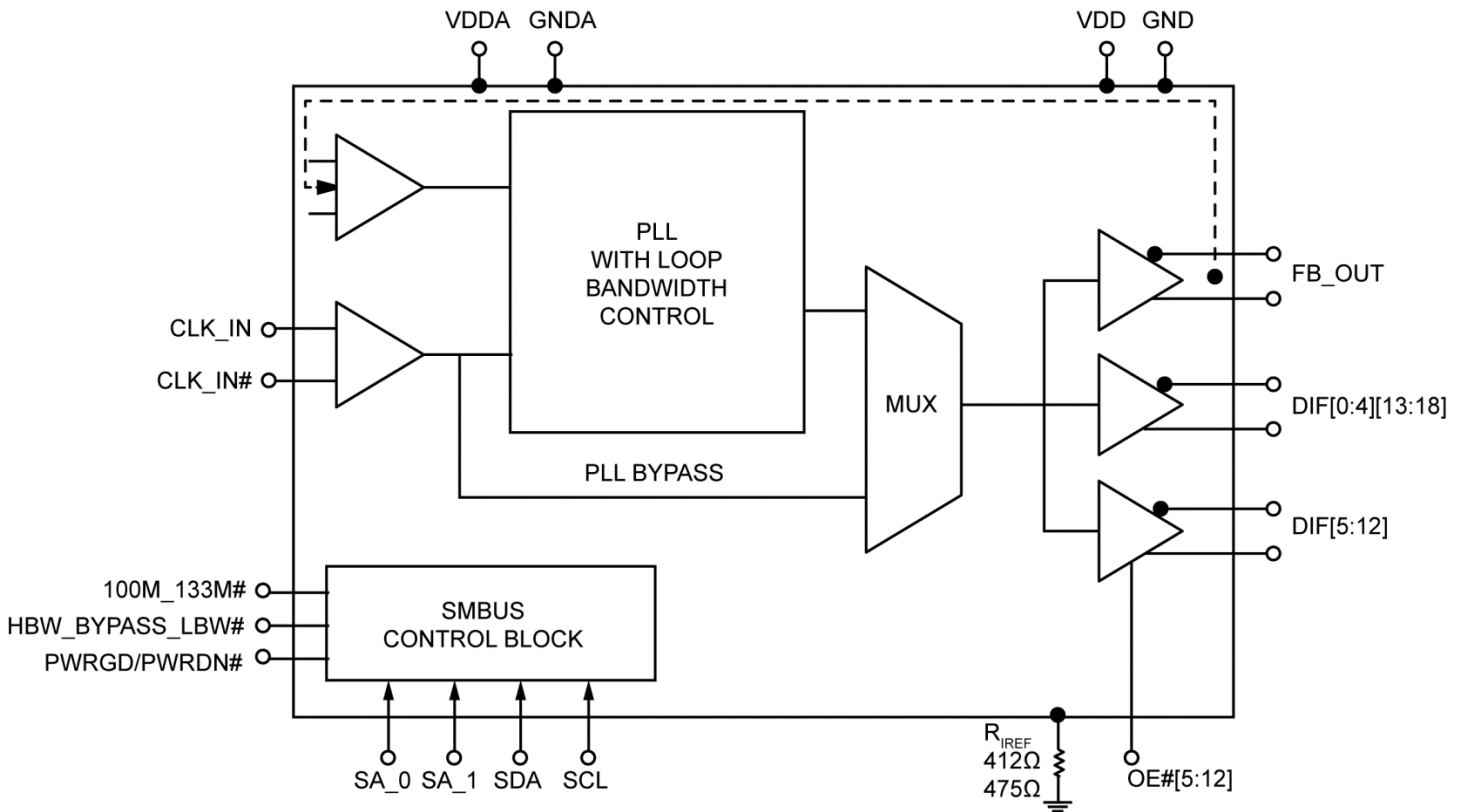 VDDA GNDA VDD GND
PLL
WITH LOOP
BANDWIDTH
CONTROL
FB_OUT
CLK_IN
CLK_IN#
MUX
DIF[0:4][13:18]
PLL BYPASS
DIF[5:12]
100M_133M#
HBW_BYPASS_LBW#
PWRGD/PWRDN#
SMBUS
CONTROL BLOCK
SA_0 SA_1 SDA SCL
RIREF
412Ω
475Ω
OE#[5:12]